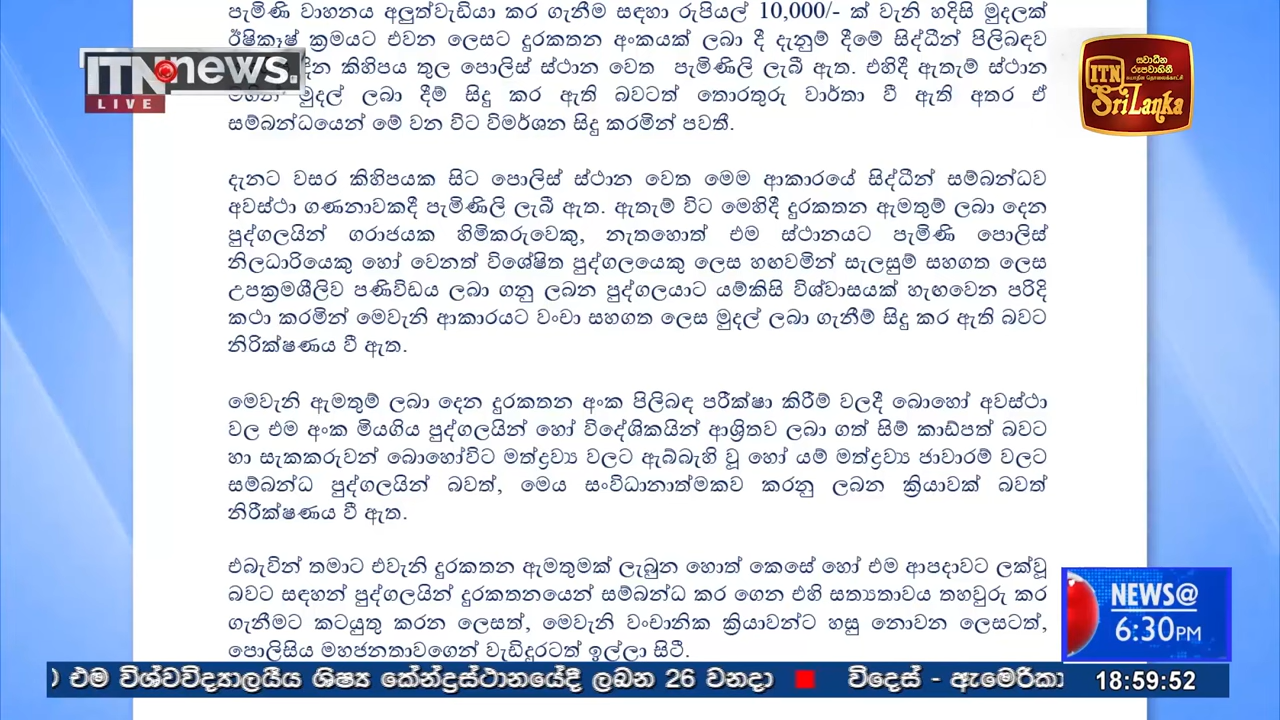 පැමිණි වාහනය අලුත්වැඩියා කර ගැනීම සඳහා රුපියල් 10,000/- ක් වැනි හදිසි මුදලක්
ඊෂිකෑෂ් ක්‍රමයට එවන ලෙසට දුරකතන අංකයක් ලබා දී දැනුම් දීමේ සිද්ධීන් පිලිබඳව
දින කිහිපය තුල පොලිස් ස්ථාන වෙත පැමිණිලි ලැබී ඇත. එහිදී ඇතැම් ස්ථාන
මුදල් ලබා දීම් සිදු කර ඇති බවටත් තොරතුරු වාර්තා වී ඇති අතර ඒ
සම්බන්ධයෙන් මේ වන විට විමර්ශන සිදු කරමින් පවතී.
දැනට වසර කිහිපයක සිට පොලිස් ස්ථාන වෙත මෙම ආකාරයේ සිද්ධීන් සම්බන්ධව
අවස්ථා ගණනාවකදී පැමිණිලි ලැබී ඇත. ඇතැම් විට මෙහිදී දුරකතන ඇමතුම් ලබා දෙන
පුද්ගලයින් ගරාජයක හිමිකරුවෙකු, නැතහොත් එම ස්ථානයට පැමිණි පොලිස්
නිලධාරියෙකු හෝ වෙනත් විශේෂිත පුද්ගලයෙකු ලෙස හඟවමින් සැලසුම් සහගත ලෙස
උපක්‍රමශීලිව පණිවිඩය ලබා ගනු ලබන පුද්ගලයාට යම්කිසි විශ්වාසයක් හැඟවෙන පරිදි
කථා කරමින් මෙවැනි ආකාරයට වංචා සහගත ලෙස මුදල් ලබා ගැනීම් සිදු කර ඇති බවට
නිරික්ෂණය වී ඇත.
මෙවැනි ඇමතුම් ලබා දෙන දුරකතන අංක පිලිබඳ පරීක්ෂා කිරීම් වලදී බොහෝ අවස්ථා
වල එම අංක මියගිය පුද්ගලයින් හෝ විදේශිකයින් ආශ්‍රිතව ලබා ගත් සිම් කාඩ්පත් බවට
හා සැකකරුවන් බොහෝවිට මත්ද්‍රව්‍ය වලට ඇබ්බැහි වූ හෝ යම් මත්ද්‍රව්‍ය ජාවාරම් වලට
සම්බන්ධ පුද්ගලයින් බවත්, මෙය සංවිධානාත්මකව කරනු ලබන ක්‍රියාවක් බවත්
නිරීක්ෂණය වී ඇත.
එබැවින් තමාට එවැනි දුරකතන ඇමතුමක් ලැබුන හොත් කෙසේ හෝ එම ආපදාවට ලක්වූ
බවට සඳහන් පුද්ගලයින් දුරකතනයෙන් සම්බන්ධ කර ගෙන එහි සත්‍යතාවය තහවුරු කර
ගැනීමට කටයුතු කරන ලෙසත්, මෙවැනි වංචානික ක්‍රියාවන්ට හසු නොවන ලෙසටත්,
පොලිසිය මහජනතාවගෙන් වැඩිදුරටත් ඉල්ලා සිටී.
ITN news.
LIVE
ස්වාධීන
රූපවාහිනී
ITN
Sri Lanka
NEWS@
6:30PM
එම විශ්වවිද්‍යාලයීය ශිෂ්‍ය කේන්ද්‍රස්ථානයේදී ලබන 26 වනදා විදෙස් - ඇමෙරිකා
18:59:52